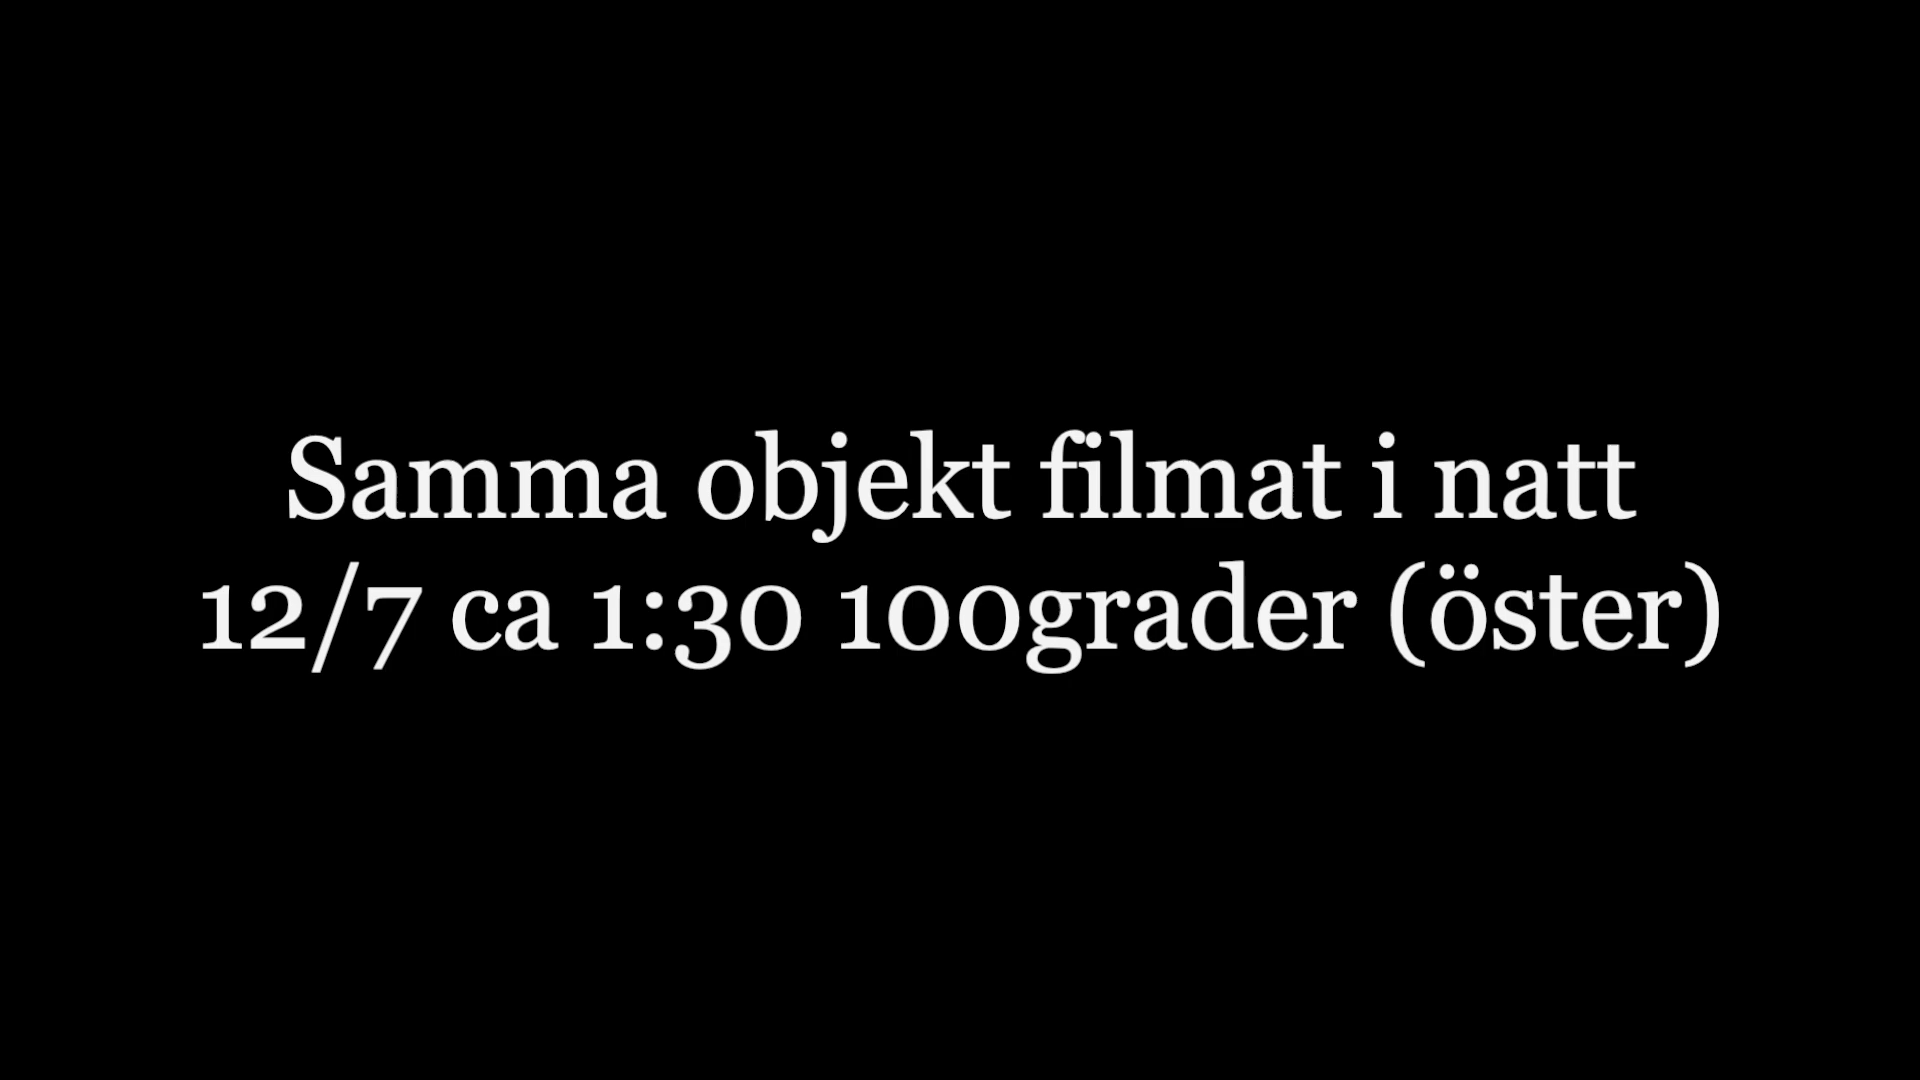 Samma objekt filmat i natt
12/7 ca 1:30 100grader (öster)